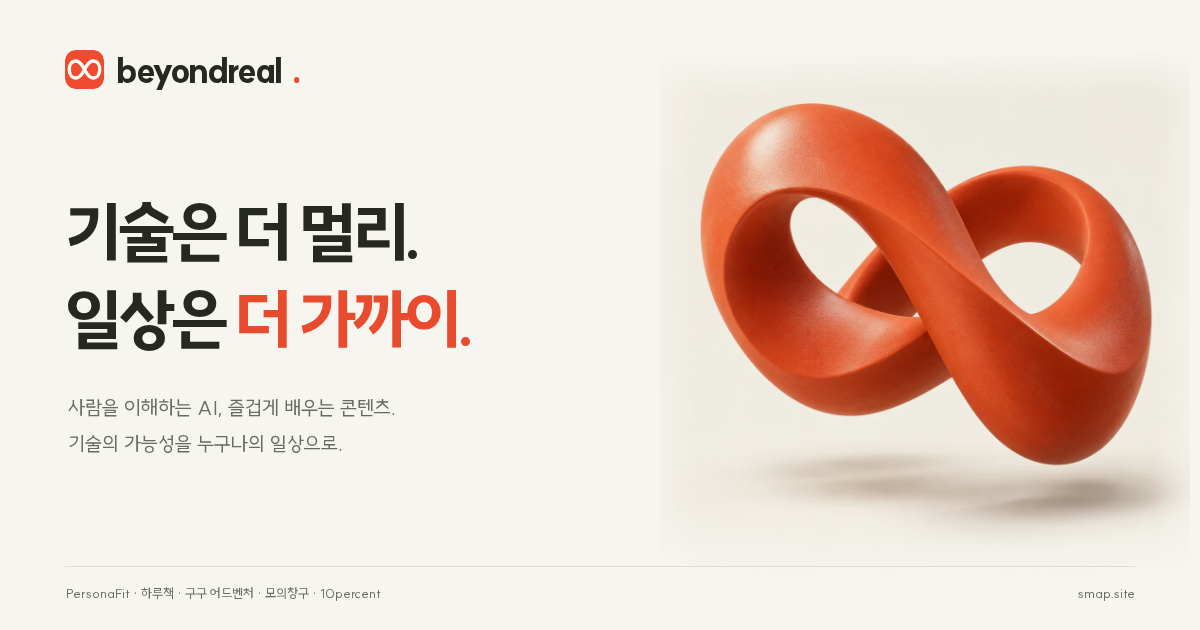 beyondreal .
기술은 더 멀리.
일상은 더 가까이.
사람을 이해하는 AI, 즐겁게 배우는 콘텐츠.
기술의 가능성을 누구나의 일상으로.
PersonaFit · 하루책 · 구구 어드벤처 · 모의창구 · 10percent
smap.site